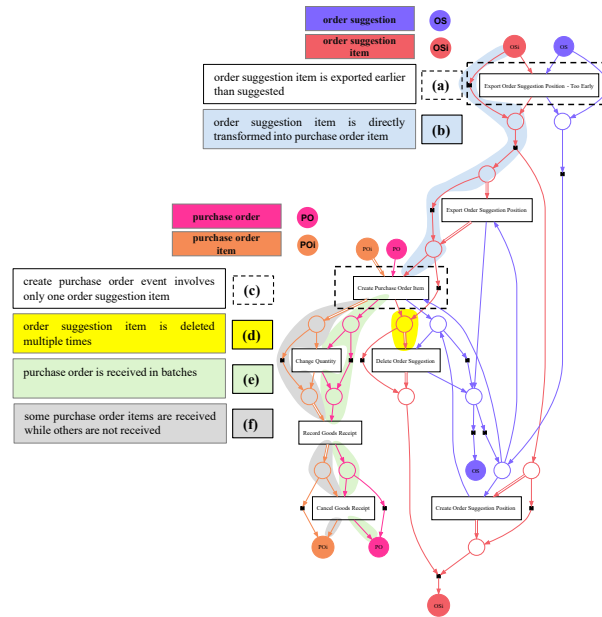 order suggestion OS
order suggestion
item OSi
OSi OS
order suggestion item is exported earlier
than suggested
(a)
Export Order Suggestion Position - Too Early
order suggestion item is directly
transformed into purchase order item
(b)
Export Order Suggestion Position
purchase order PO
purchase order
item POi
POi PO
create purchase order event involves
only one order suggestion item
(c)
Create Purchase Order Item
order suggestion item is deleted
multiple times
(d)
Change Quantity
Delete Order Suggestion
purchase order is received in batches
(e)
some purchase order items are received
while others are not received
(f)
Record Goods Receipt
OS
Cancel Goods Receipt
Create Order Suggestion Position
POi PO
OSi